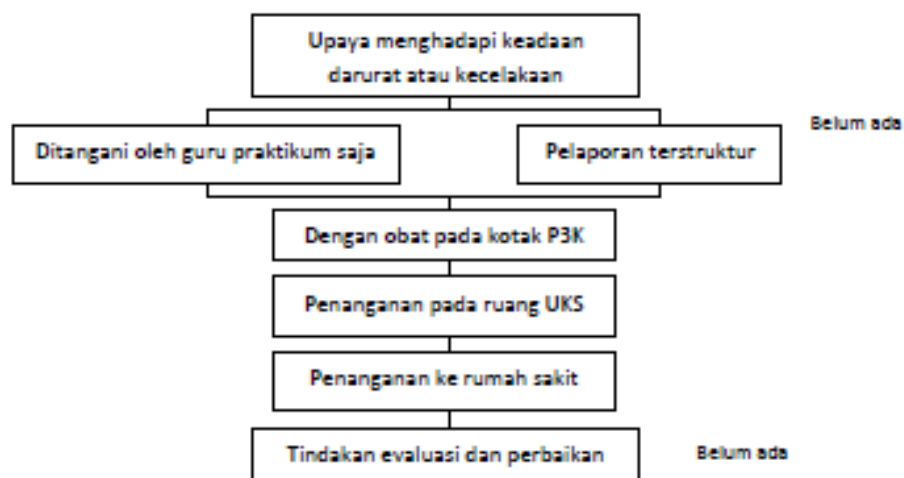 Upaya menghadapi keadaan
darurat atau kecelakaan
Belum ada
Ditangani oleh guru praktikum saja
Pelaporan terstruktur
Dengan obat pada kotak P3K
Penanganan pada ruang UKS
Penanganan ke rumah sakit
Tindakan evaluasi dan perbaikan
Belum ada